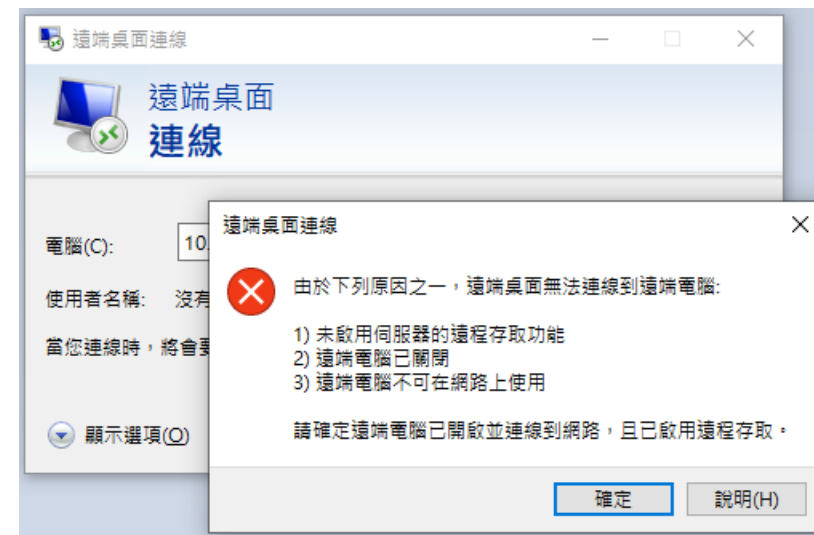 遠端桌面連線
遠端桌面
連線
電腦(C):
10.
使用者名稱: 沒有
當您連線時，將會要
顯示選項(O)
遠端桌面連線
由於下列原因之一，遠端桌面無法連線到遠端電腦:
1) 未啟用伺服器的遠程存取功能
2) 遠端電腦已關閉
3) 遠端電腦不可在網路上使用
請確定遠端電腦已開啟並連線到網路，且已啟用遠程存取。
確定
說明(H)